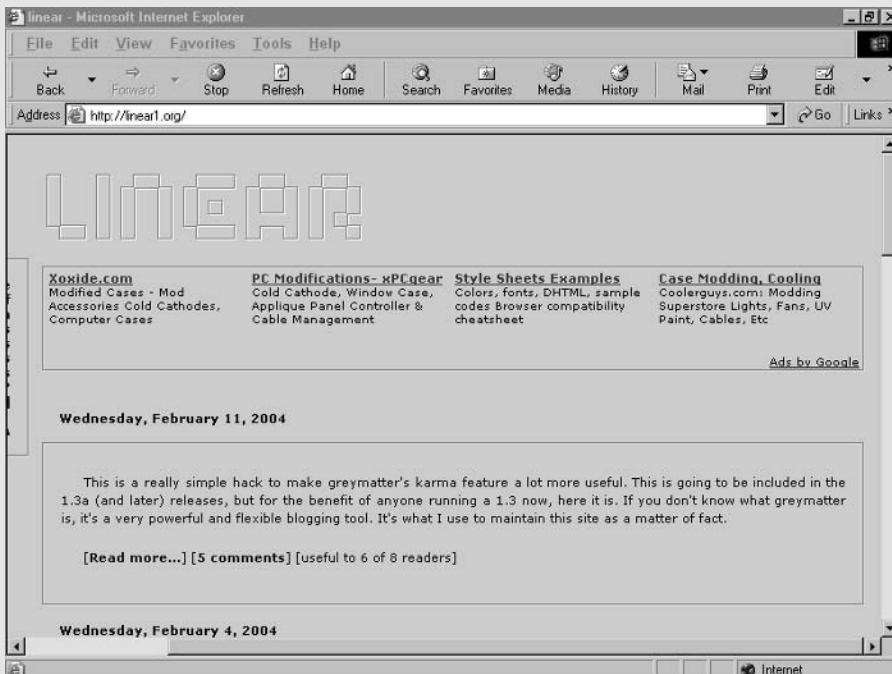 linear - Microsoft Internet Explorer
File Edit View Favorites Tools Help
Back Forward Stop Refresh Home Search Favorites Media History Mail Print Edit
Address http://linear1.org/ Go Links
LINEAR
Xoxide.com
Modified Cases - Mod
Accessories Cold Cathodes,
Computer Cases
PC Modifications- xPCgear
Cold Cathode, Window Case,
Applique Panel Controller &
Cable Management
Style Sheets Examples
Colors, fonts, DHTML, sample
codes Browser compatibility
cheatsheet
Case Modding, Cooling
Coolerguys.com: Modding
Superstore Lights, Fans, UV
Paint, Cables, Etc
Ads by Google
Wednesday, February 11, 2004
This is a really simple hack to make greymatter's karma feature a lot more useful. This is going to be included in the
1.3a (and later) releases, but for the benefit of anyone running a 1.3 now, here it is. If you don't know what greymatter
is, it's a very powerful and flexible blogging tool. It's what I use to maintain this site as a matter of fact.
[Read more...] [5 comments] [useful to 6 of 8 readers]
Wednesday, February 4, 2004
Internet